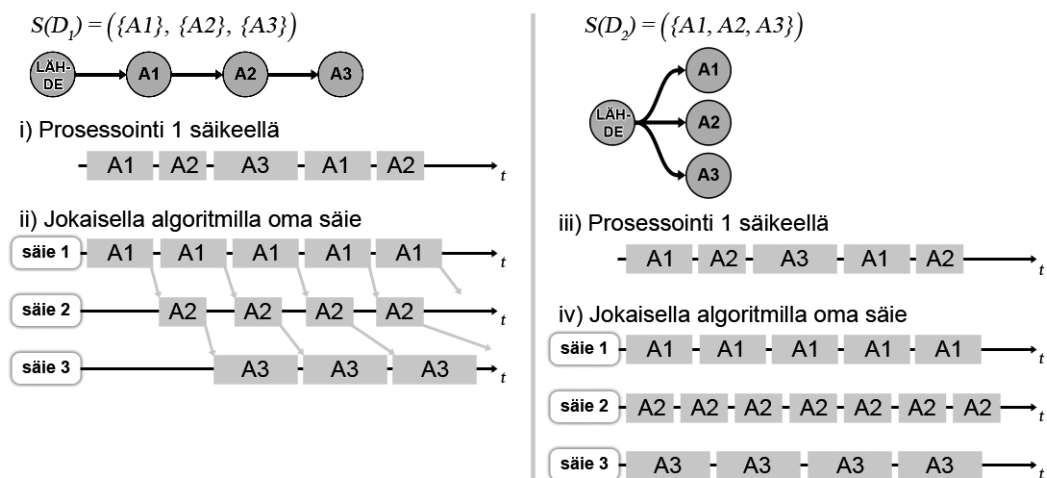 S(D₁) = ({A1}, {A2}, {A3})
LÄH-
DE
A1
A2
A3
i) Prosessointi 1 säikeellä
A1 A2 A3 A1 A2
t
ii) Jokaisella algoritmilla oma säie
säie 1 A1 A1 A1 A1 A1
t
säie 2 A2 A2 A2 A2
t
säie 3 A3 A3 A3
t
S(D₂) = ({A1, A2, A3})
LÄH-
DE
A1
A2
A3
iii) Prosessointi 1 säikeellä
A1 A2 A3 A1 A2
t
iv) Jokaisella algoritmilla oma säie
säie 1 A1 A1 A1 A1 A1
t
säie 2 A2 A2 A2 A2 A2 A2 A2
t
säie 3 A3 A3 A3 A3
t